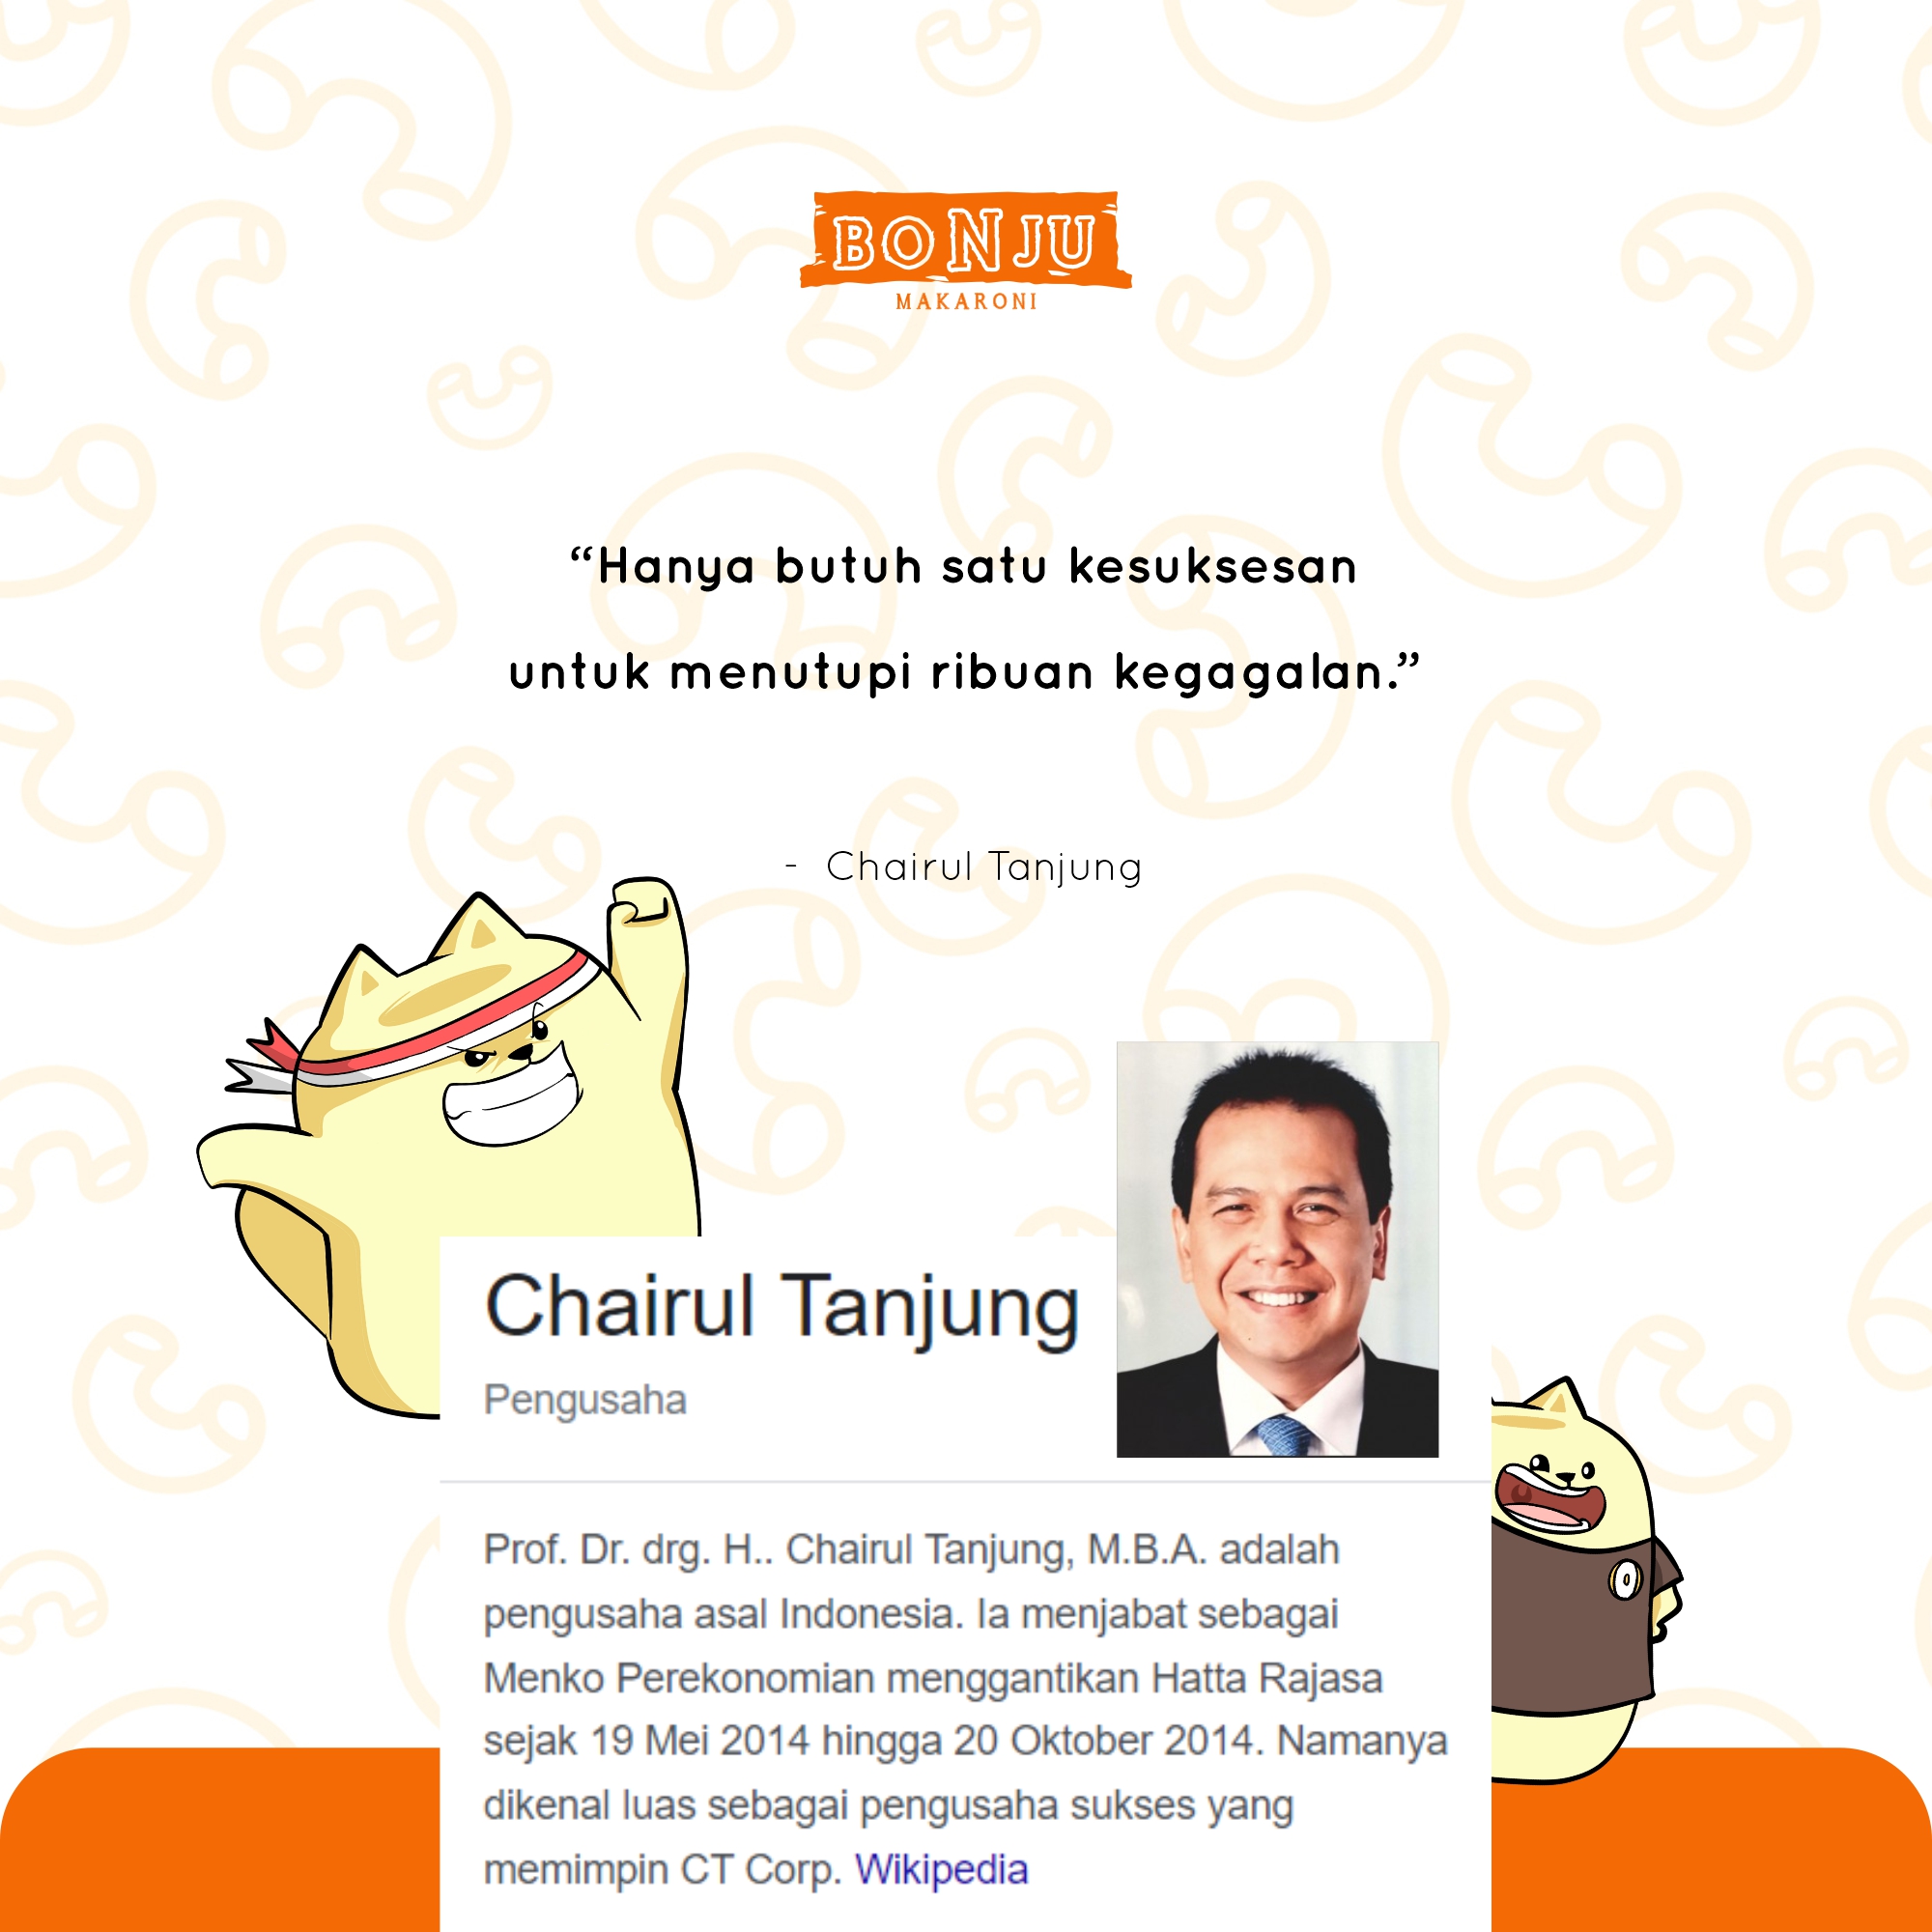 BONJU
MAKARONI
“Hanya butuh satu kesuksesan
untuk menutupi ribuan kegagalan.”
- Chairul Tanjung
Chairul Tanjung
Pengusaha
Prof. Dr. drg. H.. Chairul Tanjung, M.B.A. adalah
pengusaha asal Indonesia. Ia menjabat sebagai
Menko Perekonomian menggantikan Hatta Rajasa
sejak 19 Mei 2014 hingga 20 Oktober 2014. Namanya
dikenal luas sebagai pengusaha sukses yang
memimpin CT Corp. Wikipedia